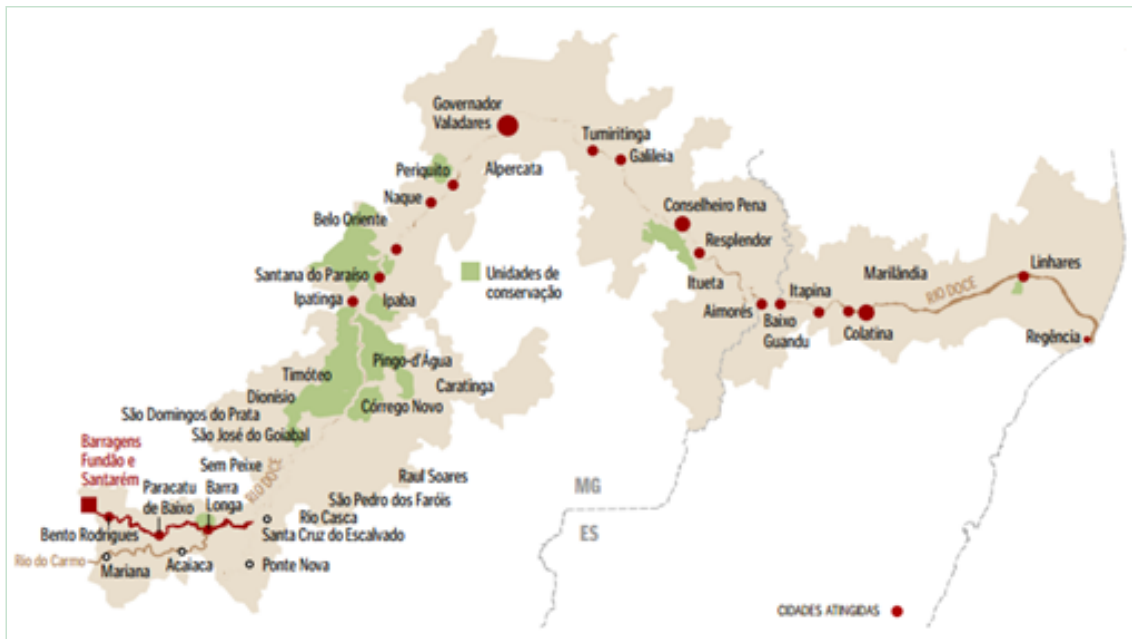 Governador
Valadares
Tumiritinga
Galileia
Periquito
Alpercata
Naque
Conselheiro Pena
Belo Oriente
Resplendor
Linhares
Marilândia
Santana do Paraíso
Unidades de
conservação
Itueta
RIO DOCE
Ipatinga
Ipaba
Itapina
Aimorés
Baixo
Guandu
Colatina
Regência
Pingo-d'Água
Timóteo
Caratinga
Dionísio
Córrego Novo
São Domingos do Prata
São José do Goiabal
Barragens
Fundão e
Santarém
Sem Peixe
RIO DOCE
Raul Soares
MG
Paracatu
de Baixo
Barra
Longa
São Pedro dos Faróis
Rio Casca
Bento Rodrigues
Santa Cruz do Escalvado
ES
Rio do Carmo
Mariana
Acaiaca
Ponte Nova
CIDADES ATINGIDAS